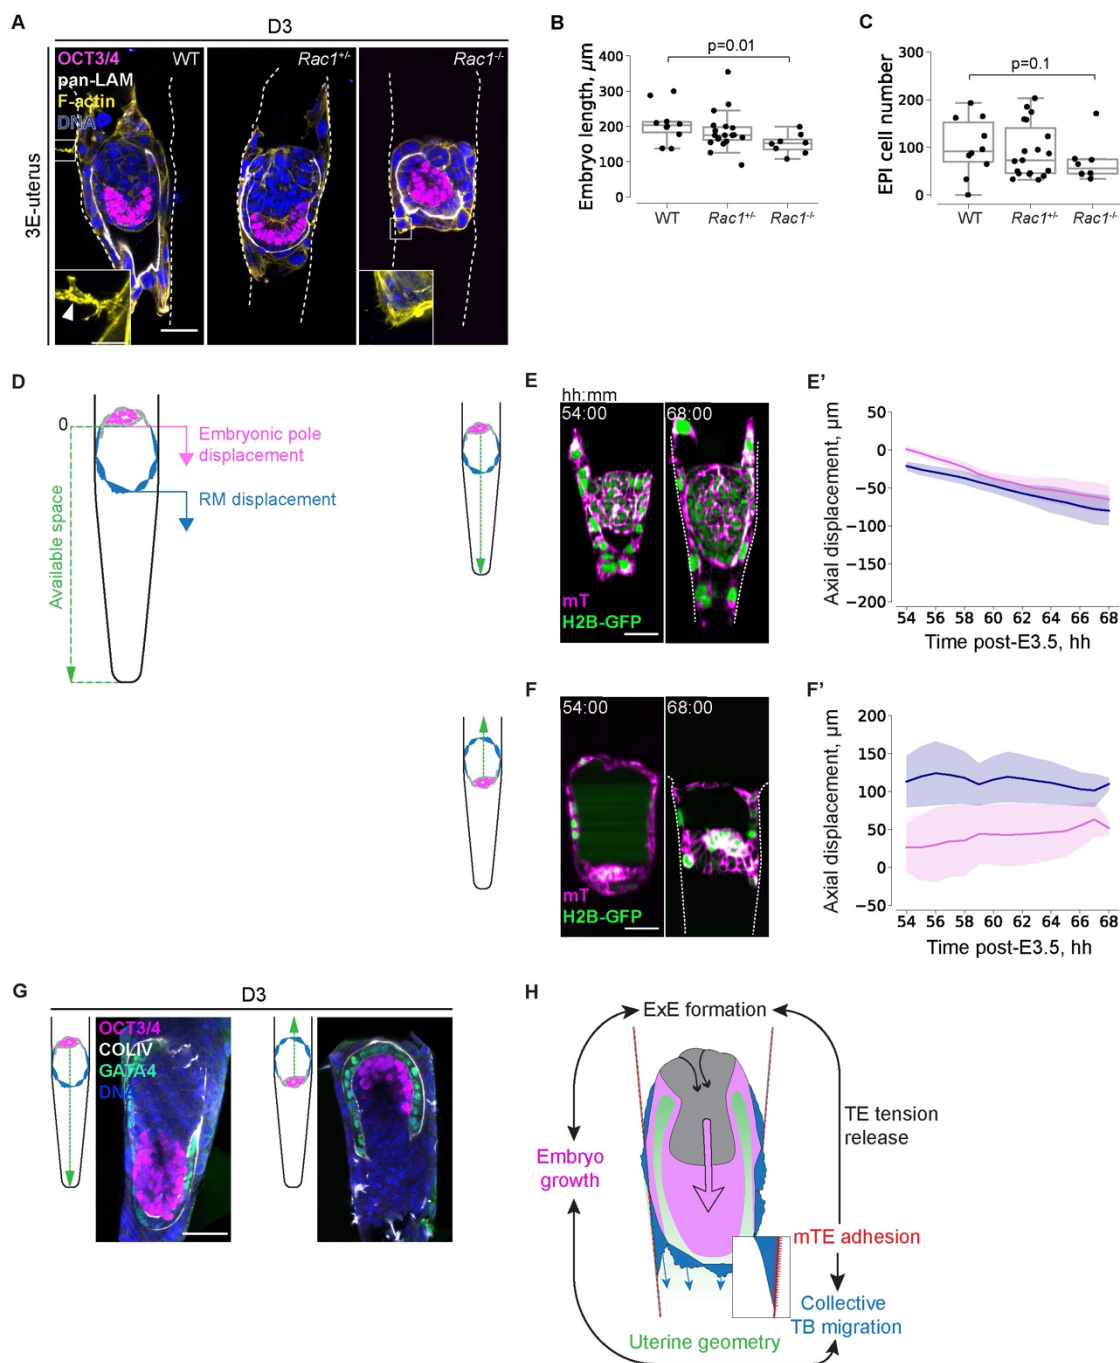 A
D3
OCT3/4
pan-LAM
F-actin
DNA
WT
Rac1+/-
Rac1-/-
3E-uterus
B
p=0.01
Embryo length, µm
400
300
200
100
0
WT
Rac1+/-
Rac1-/-
C
p=0.1
EPI cell number
300
200
100
0
WT
Rac1+/-
Rac1-/-
D
0
Available space
Embryonic pole
displacement
RM displacement
E
hh:mm
54:00
68:00
mT
H2B-GFP
E’
Axial displacement, µm
50
0
−50
−100
−150
−200
54 56 58 60 62 64 66 68
Time post-E3.5, hh
F
54:00
68:00
mT
H2B-GFP
F’
Axial displacement, µm
200
150
100
50
0
−50
54 56 58 60 62 64 66 68
Time post-E3.5, hh
G
D3
OCT3/4
COLIV
GATA4
DNA
H
ExE formation
TE tension
release
Embryo
growth
mTE adhesion
Collective
TB migration
Uterine geometry